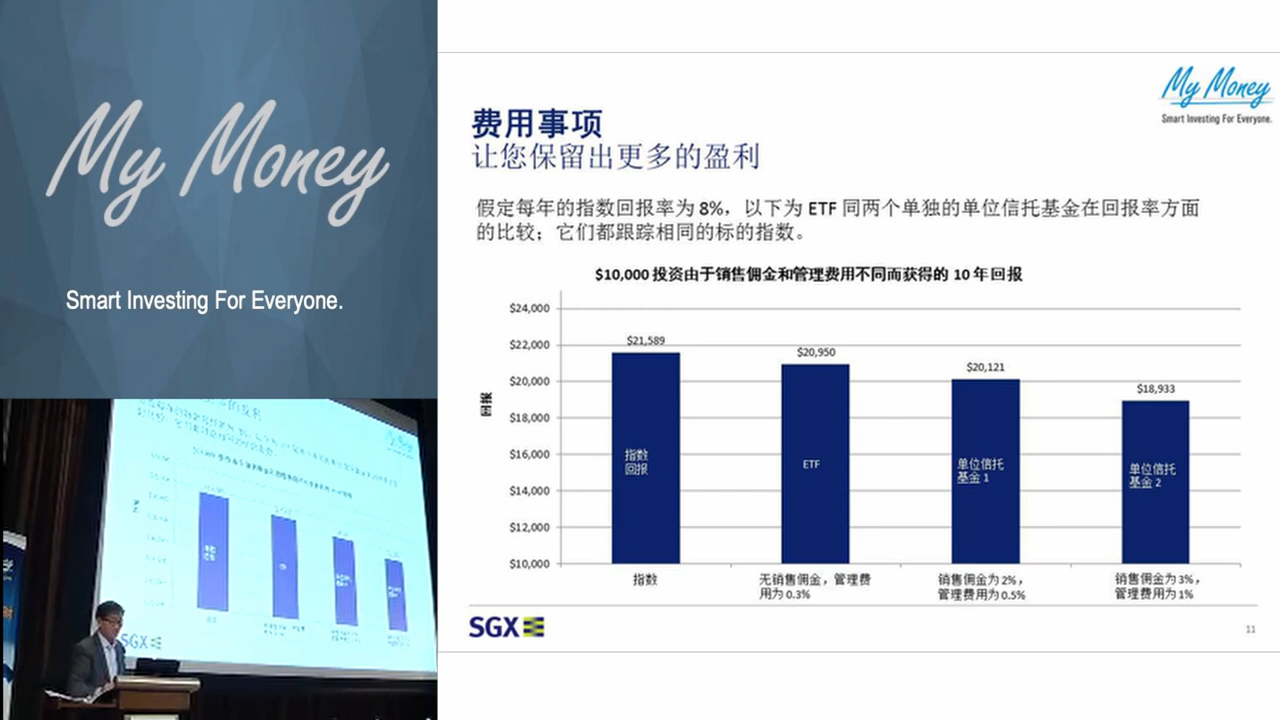 My Money
Smart Investing For Everyone.
My Money
Smart Investing For Everyone.
费用事项
让您保留出更多的盈利
假定每年的指数回报率为 8%，以下为 ETF 同两个单独的单位信托基金在回报率方面
的比较；它们都跟踪相同的标的指数。
$10,000 投资由于销售佣金和管理费用不同而获得的 10 年回报
回报
$24,000
$22,000
$20,000
$18,000
$16,000
$14,000
$12,000
$10,000
$21,589
$20,950
$20,121
$18,933
指数
回报
ETF
单位信托
基金 1
单位信托
基金 2
指数
无销售佣金，管理费
用为 0.3%
销售佣金为 2%，
管理费用为 0.5%
销售佣金为 3%，
管理费用为 1%
SGX
11
SGX